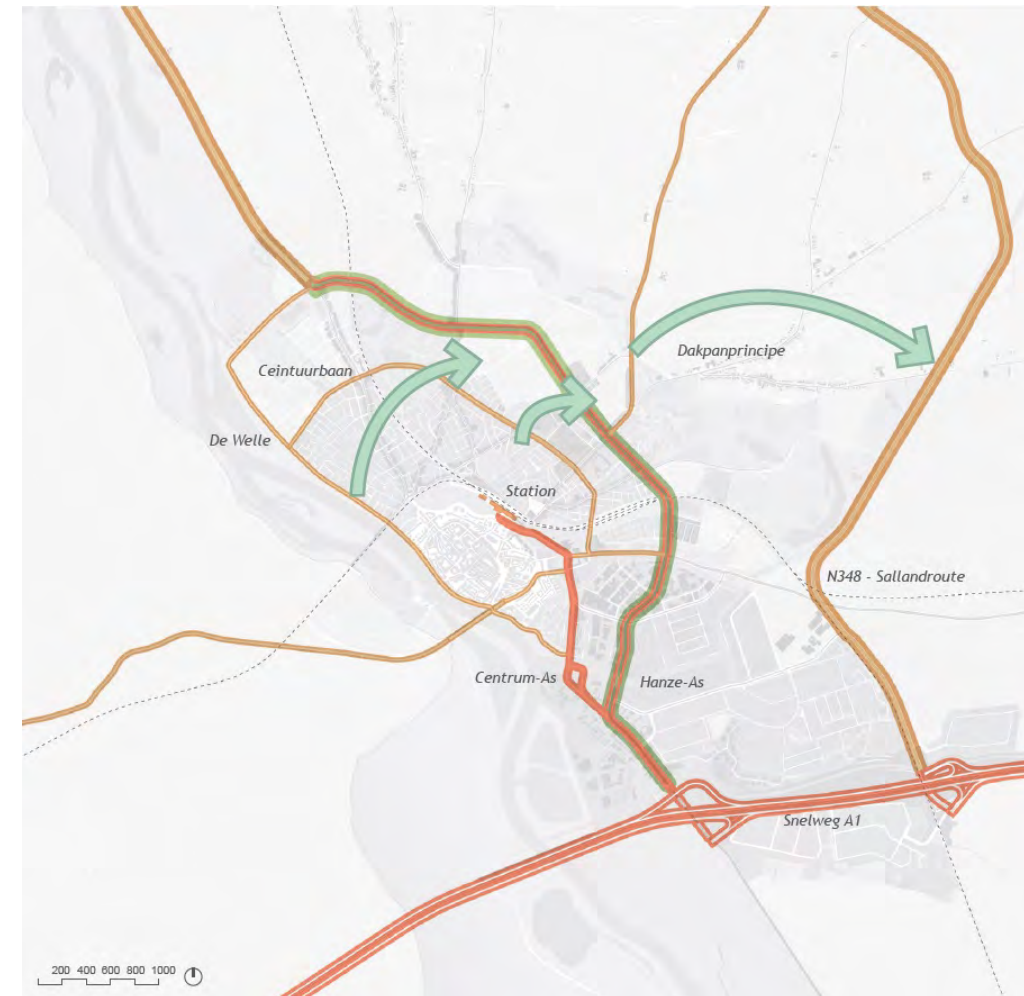 Dakpanprincipe
Ceintuurbaan
De Welle
Station
N348 - Sallandroute
Centrum-As
Hanze-As
Snelweg A1
200 400 600 800 1000